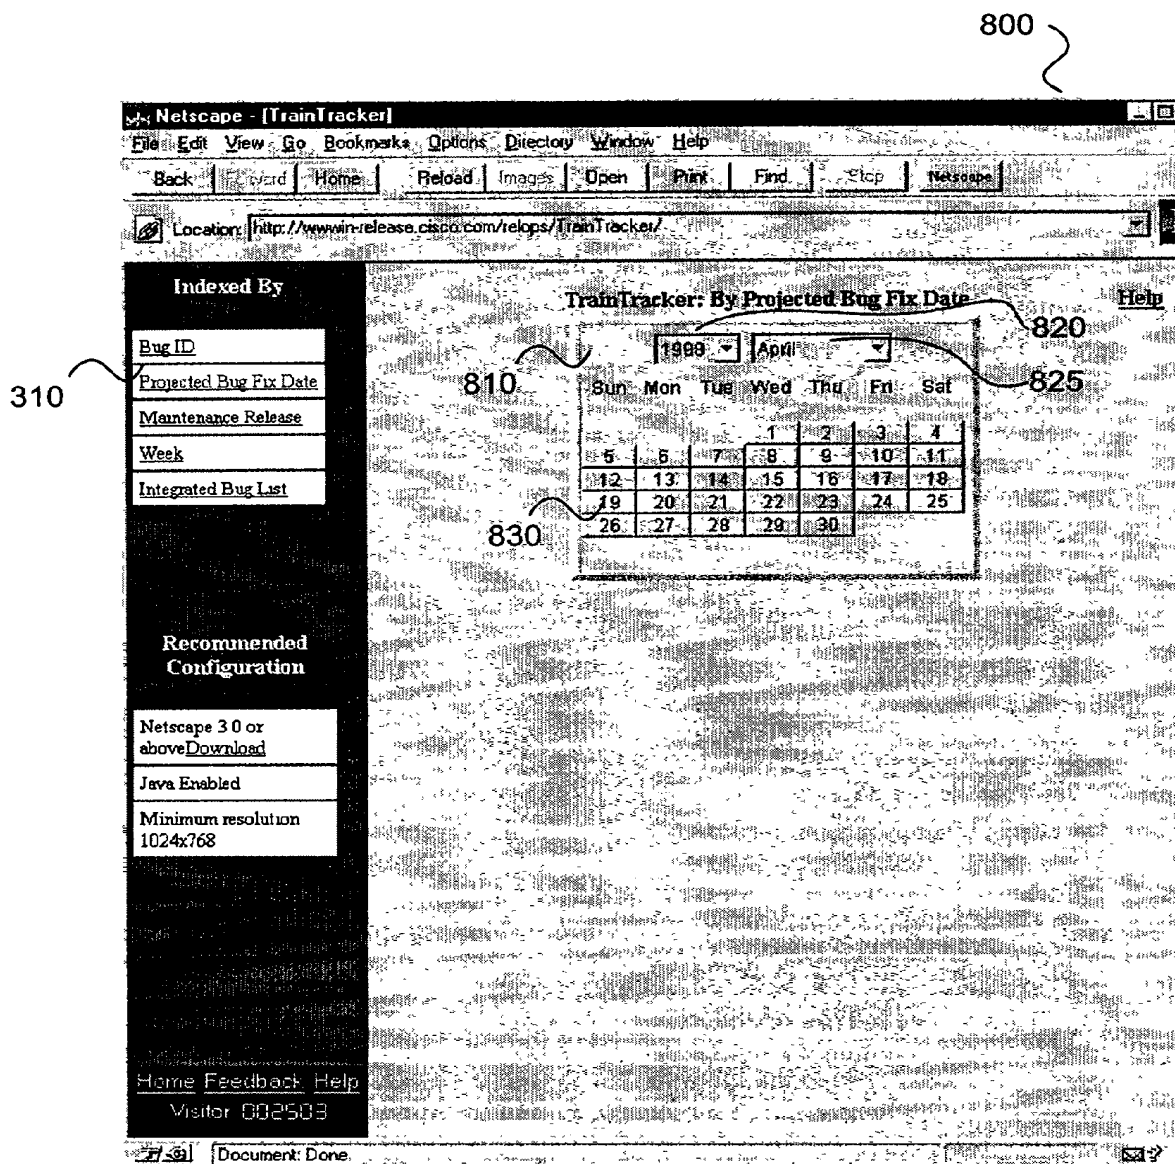 800
Netscape - [TrainTracker]
File Edit View Go Bookmarks Options Directory Window Help
Back Forward Home Reload Images Open Print Find Stop Netscape
Location: http://wwwwin-release.cisco.com/relops/TrainTracker/
Indexed By
Bug ID
Projected Bug Fix Date
Maintenance Release
Week
Integrated Bug List
310
TrainTracker: By Projected Bug Fix Date
Help
820
1998 April
810
825
Sun Mon Tue Wed Thu Fri Sat
1 2 3 4
5 6 7 8 9 10 11
12 13 14 15 16 17 18
19 20 21 22 23 24 25
26 27 28 29 30
830
Recommended
Configuration
Netscape 3.0 or
aboveDownload
Java Enabled
Minimum resolution
1024x768
Home Feedback Help
Visitor 002503
Document: Done